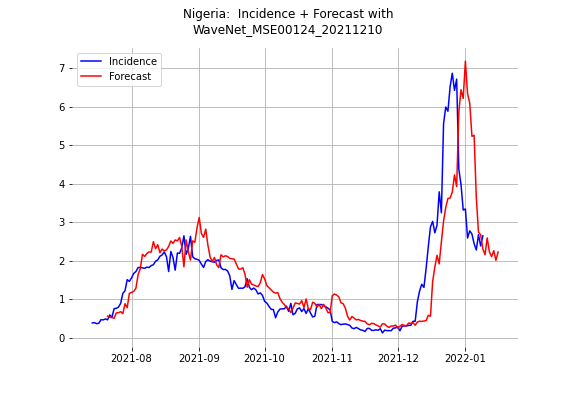 Nigeria:  Incidence + Forecast with
WaveNet_MSE00124_20211210
Incidence
Forecast
7
6
5
4
3
2
1
0
2021-08 2021-09 2021-10 2021-11 2021-12 2022-01